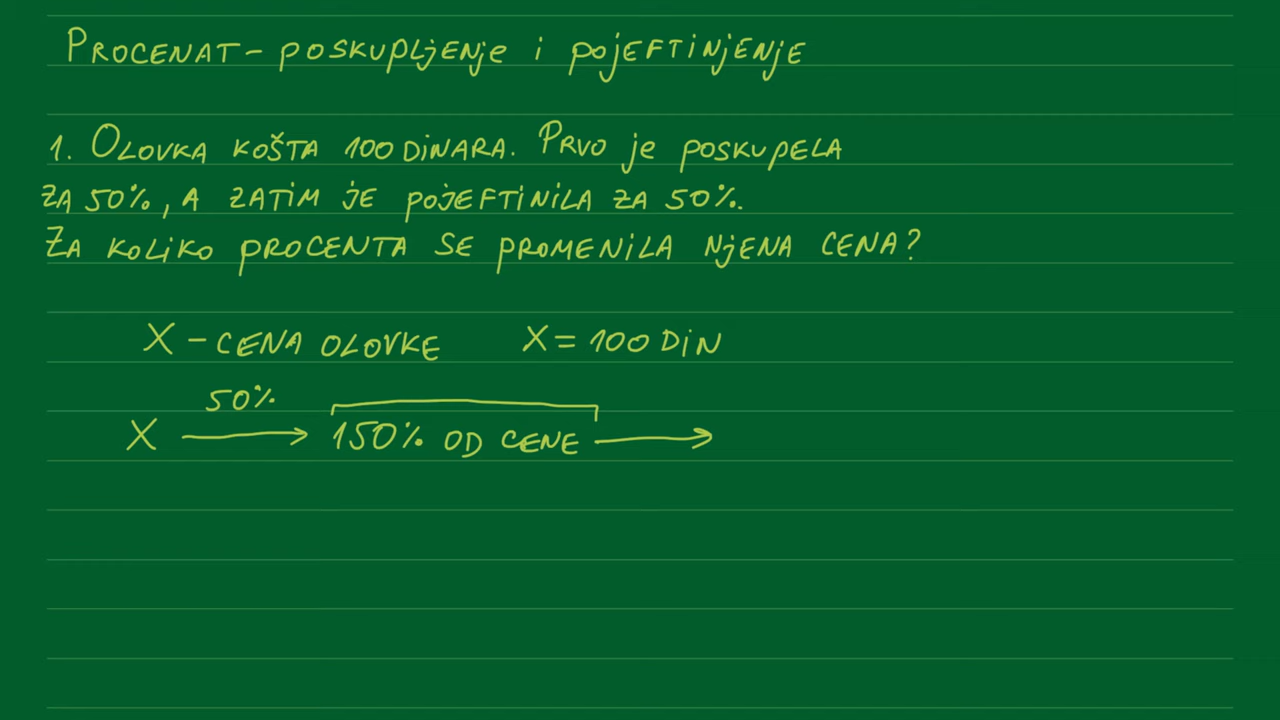 Procenat - poskupljenje i pojeftinjenje
1. Olovka košta 100 dinara. Prvo je poskupela
za 50%, a zatim je pojeftinila za 50%.
Za koliko procenta se promenila njena cena?
X - cena olovke X = 100 din
50%
X → 150% od cene →